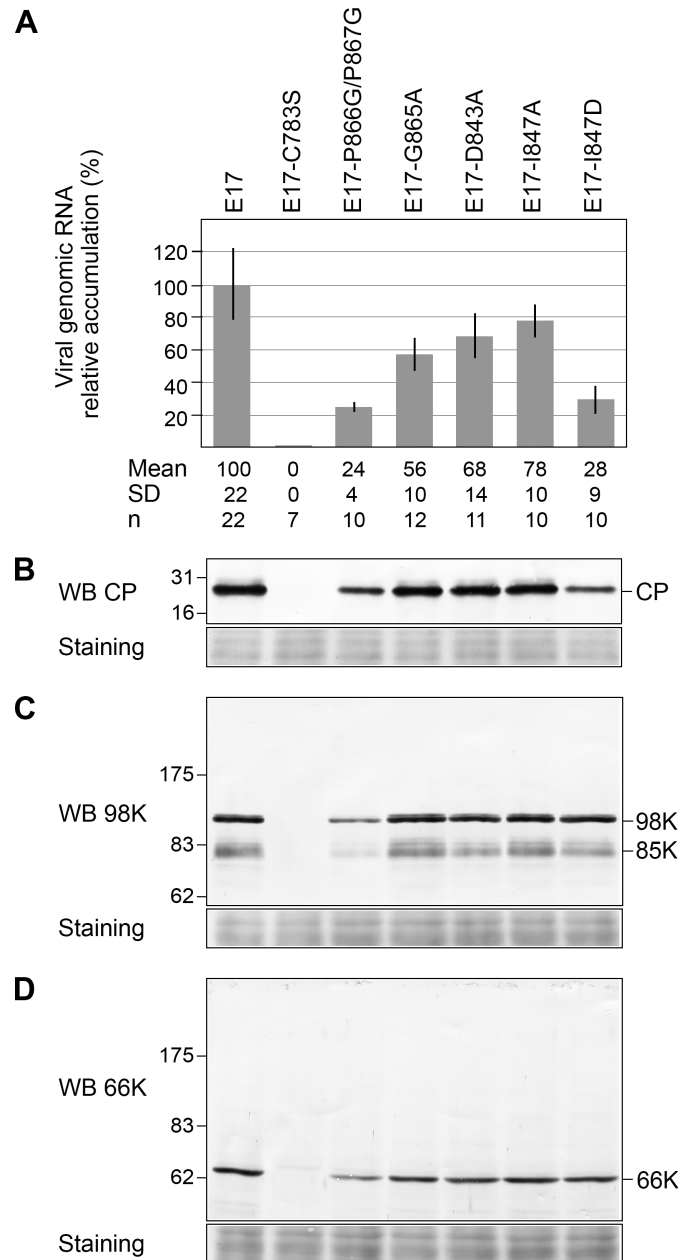 A
E17
E17-C783S
E17-P866G/P867G
E17-G865A
E17-D843A
E17-I847A
E17-I847D
Viral genomic RNA
relative accumulation (%)
120
100
80
60
40
20
Mean 100 0 24 56 68 78 28
SD 22 0 4 10 14 10 9
n 22 7 10 12 11 10 10
B
WB CP
31
16
CP
Staining
C
175
WB 98K
98K
83
85K
62
Staining
D
175
WB 66K
83
62
66K
Staining